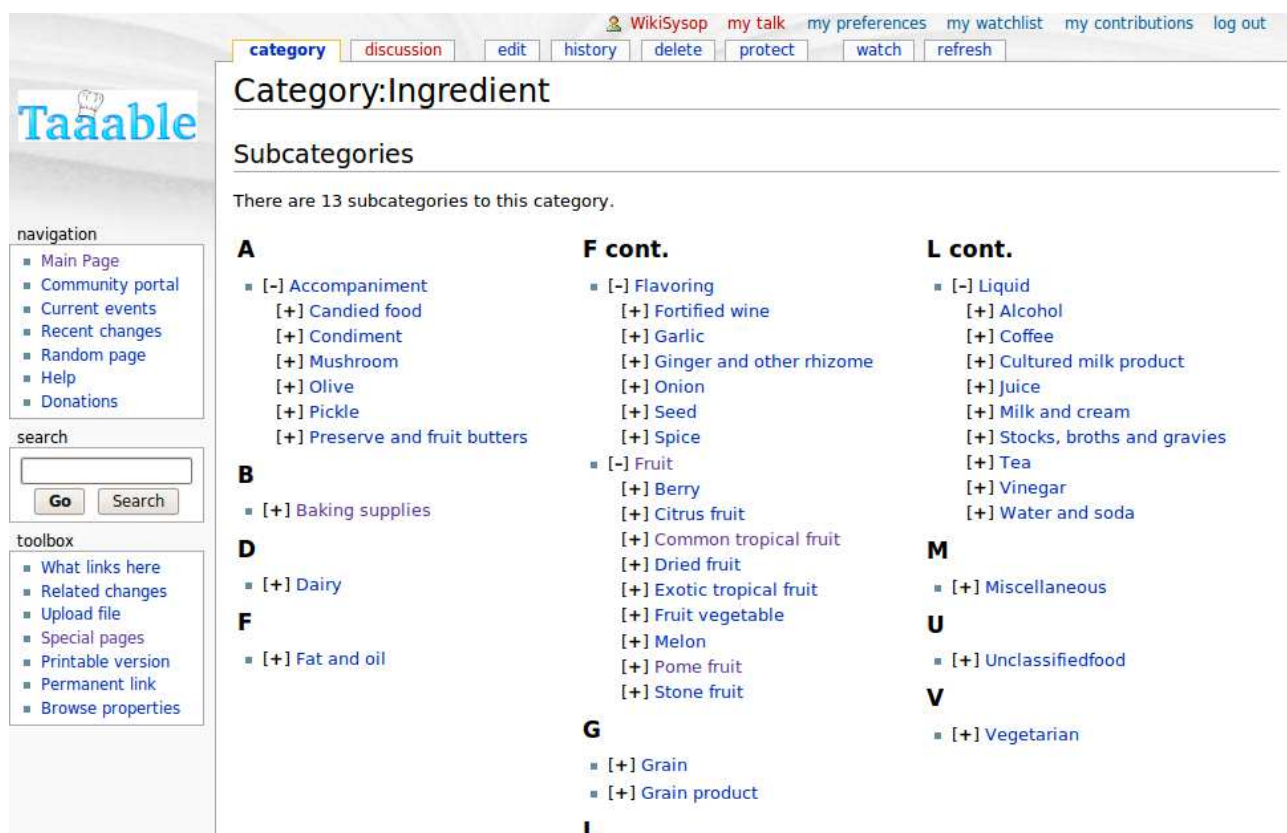 WikiSysop my talk my preferences my watchlist my contributions log out
category discussion edit history delete protect watch refresh
Taaable
Category:Ingredient
Subcategories
There are 13 subcategories to this category.
navigation
Main Page
Community portal
Current events
Recent changes
Random page
Help
Donations
search
Go Search
toolbox
What links here
Related changes
Upload file
Special pages
Printable version
Permanent link
Browse properties
A
[-] Accompaniment
[+] Candied food
[+] Condiment
[+] Mushroom
[+] Olive
[+] Pickle
[+] Preserve and fruit butters
B
[+] Baking supplies
D
[+] Dairy
F
[+] Fat and oil
F cont.
[-] Flavoring
[+] Fortified wine
[+] Garlic
[+] Ginger and other rhizome
[+] Onion
[+] Seed
[+] Spice
[-] Fruit
[+] Berry
[+] Citrus fruit
[+] Common tropical fruit
[+] Dried fruit
[+] Exotic tropical fruit
[+] Fruit vegetable
[+] Melon
[+] Pome fruit
[+] Stone fruit
G
[+] Grain
[+] Grain product
L cont.
[-] Liquid
[+] Alcohol
[+] Coffee
[+] Cultured milk product
[+] Juice
[+] Milk and cream
[+] Stocks, broths and gravies
[+] Tea
[+] Vinegar
[+] Water and soda
M
[+] Miscellaneous
U
[+] Unclassifiedfood
V
[+] Vegetarian